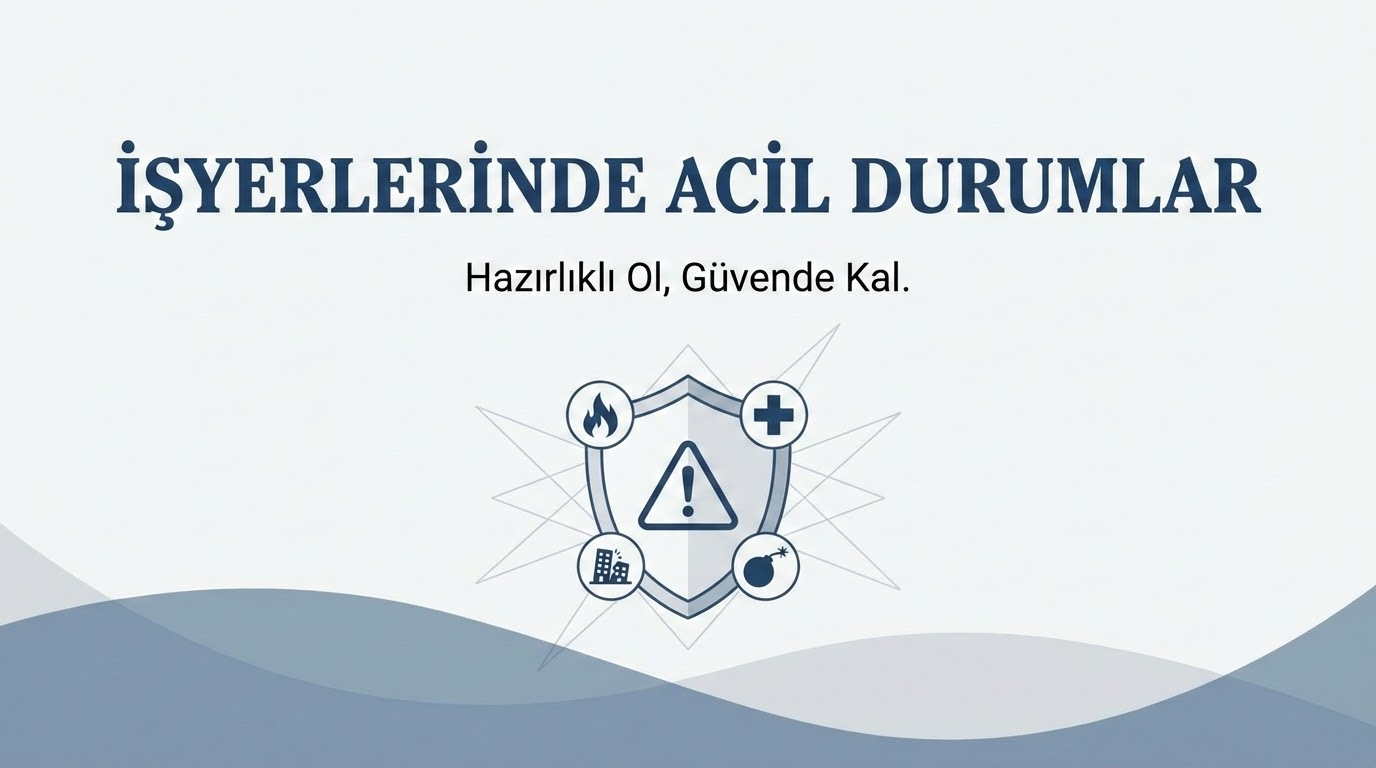 İŞYERLERİNDE ACİL DURUMLAR
Hazırlıklı Ol, Güvende Kal.